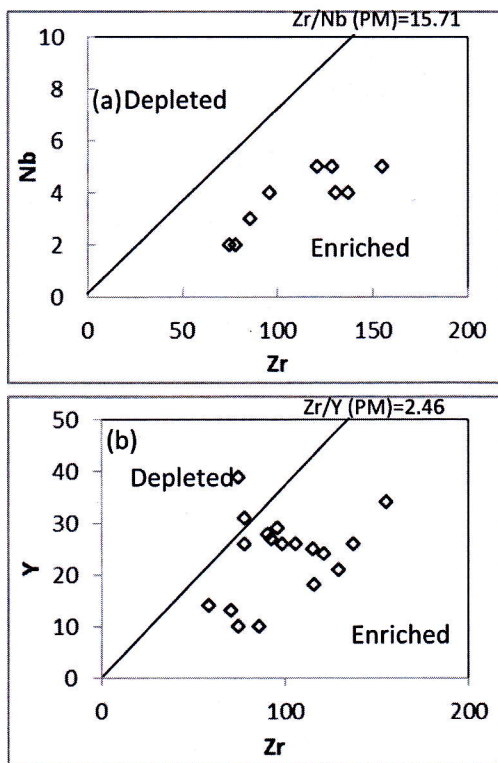 Zr/Nb (PM)=15.71
10
(a) Depleted
8
6
Nb
4
Enriched
2
0
0 50 100 150 200
Zr
Zr/Y (PM)=2.46
50
(b)
Depleted
40
30
Y
20
10
Enriched
0
0 100 200
Zr